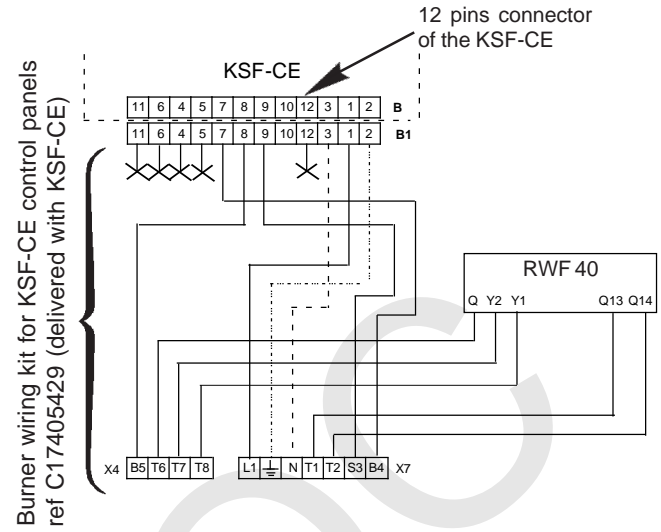 12 pins connector
of the KSF-CE
KSF-CE
11 6 4 5 7 8 9 10 12 3 1 2 B
11 6 4 5 7 8 9 10 12 3 1 2 B1
Burner wiring kit for KSF-CE control panels
ref C17405429 (delivered with KSF-CE)
RWF 40
Q Y2 Y1 Q13 Q14
X4 B5 T6 T7 T8 L1 N T1 T2 S3 B4 X7